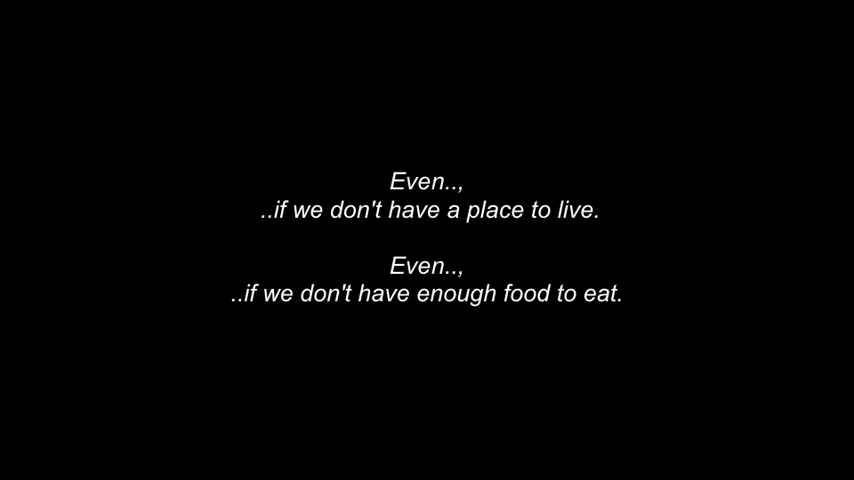 Even..,
..if we don't have a place to live.
Even..,
..if we don't have enough food to eat.